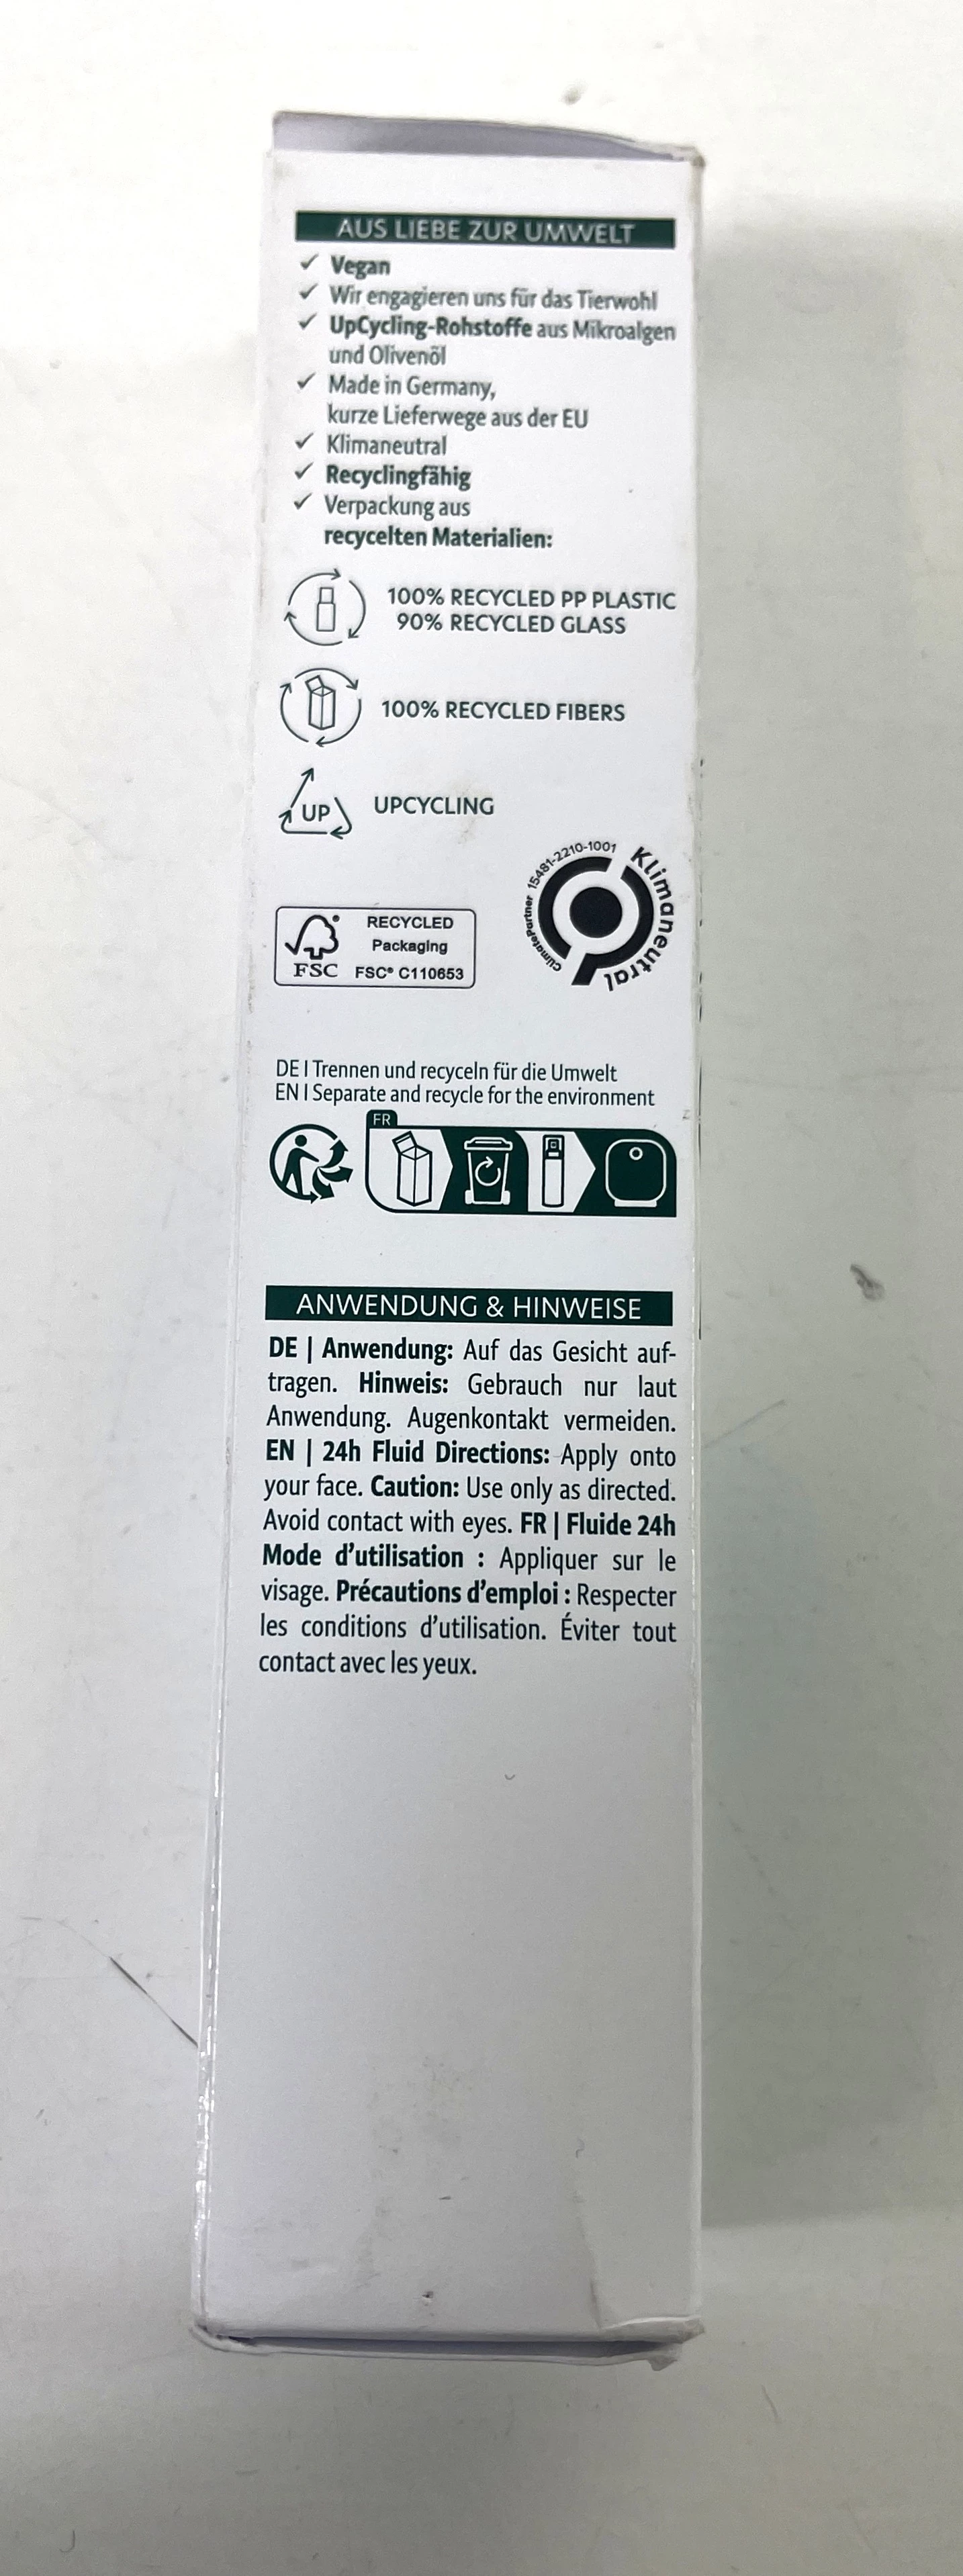 AUS LIEBE ZUR UMWELT
✓ Vegan
✓ Wir engagieren uns für das Tierwohl
✓ UpCycling-Rohstoffe aus Mikroalgen
und Olivenöl
✓ Made in Germany,
kurze Lieferwege aus der EU
✓ Klimaneutral
✓ Recyclingfähig
✓ Verpackung aus
recycelten Materialien:
100% RECYCLED PP PLASTIC
90% RECYCLED GLASS
100% RECYCLED FIBERS
UP
UPCYCLING
RECYCLED
Packaging
FSC
FSC® C110653
ClimatePartner 15481-2210-1001
Klimaneutral
DE I Trennen und recyceln für die Umwelt
EN I Separate and recycle for the environment
FR
ANWENDUNG & HINWEISE
DE | Anwendung: Auf das Gesicht auf-
tragen. Hinweis: Gebrauch nur laut
Anwendung. Augenkontakt vermeiden.
EN | 24h Fluid Directions: Apply onto
your face. Caution: Use only as directed.
Avoid contact with eyes. FR | Fluide 24h
Mode d'utilisation : Appliquer sur le
visage. Précautions d'emploi : Respecter
les conditions d'utilisation. Éviter tout
contact avec les yeux.